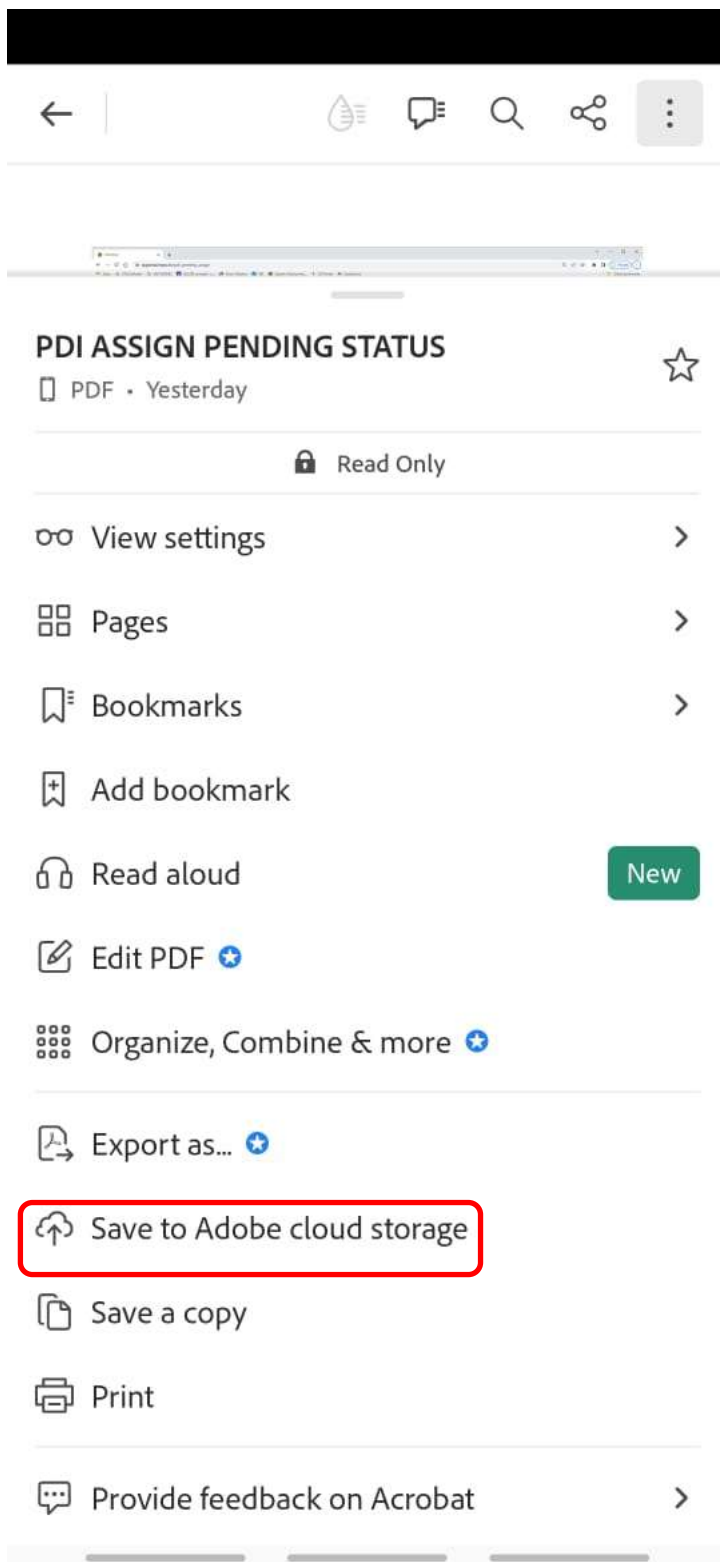 PDI ASSIGN PENDING STATUS
PDF • Yesterday
Read Only
View settings
Pages
Bookmarks
Add bookmark
Read aloud
New
Edit PDF
Organize, Combine & more
Export as...
Save to Adobe cloud storage
Save a copy
Print
Provide feedback on Acrobat